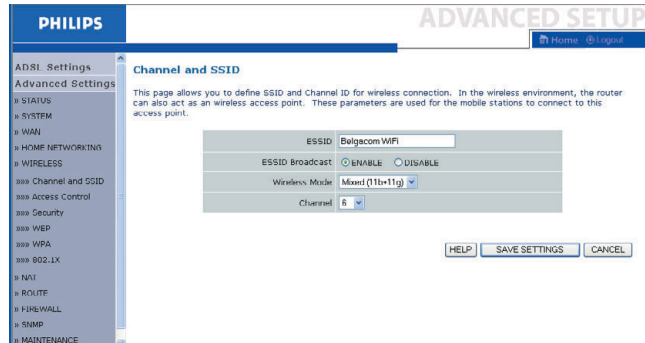 PHILIPS
ADVANCED SETUP
Home Logout
ADSL Settings
Advanced Settings
» STATUS
» SYSTEM
» WAN
» HOME NETWORKING
» WIRELESS
»»» Channel and SSID
»»» Access Control
»»» Security
»»» WEP
»»» WPA
»»» 802.1X
» NAT
» ROUTE
» FIREWALL
» SNMP
» MAINTENANCE
Channel and SSID
This page allows you to define SSID and Channel ID for wireless connection. In the wireless environment, the router
can also act as an wireless access point. These parameters are used for the mobile stations to connect to this
access point.
ESSID Belgacom WiFi
ESSID Broadcast ENABLE DISABLE
Wireless Mode Mixed (11b+11g)
Channel 6
HELP SAVE SETTINGS CANCEL